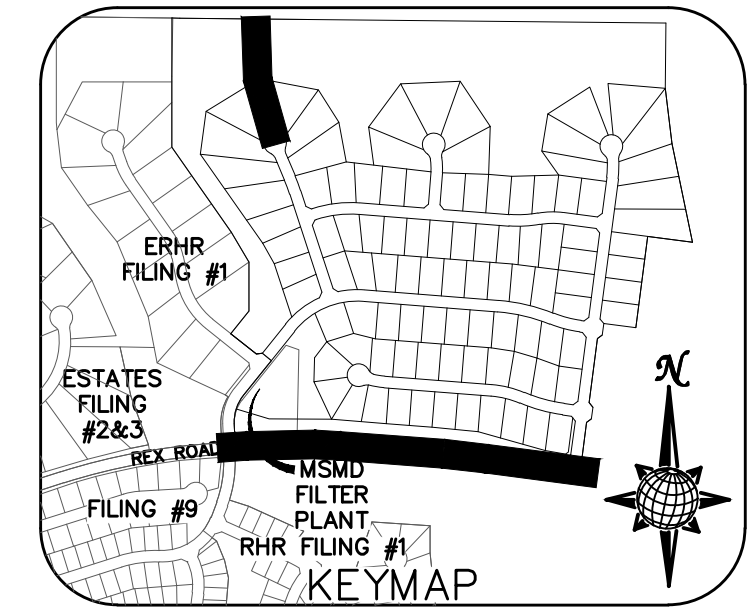 N
ERHR
FILING #1
ESTATES
FILING
#2&3
REX ROAD
MSMD
FILTER
PLANT
FILING #9
RHR FILING #1
KEYMAP